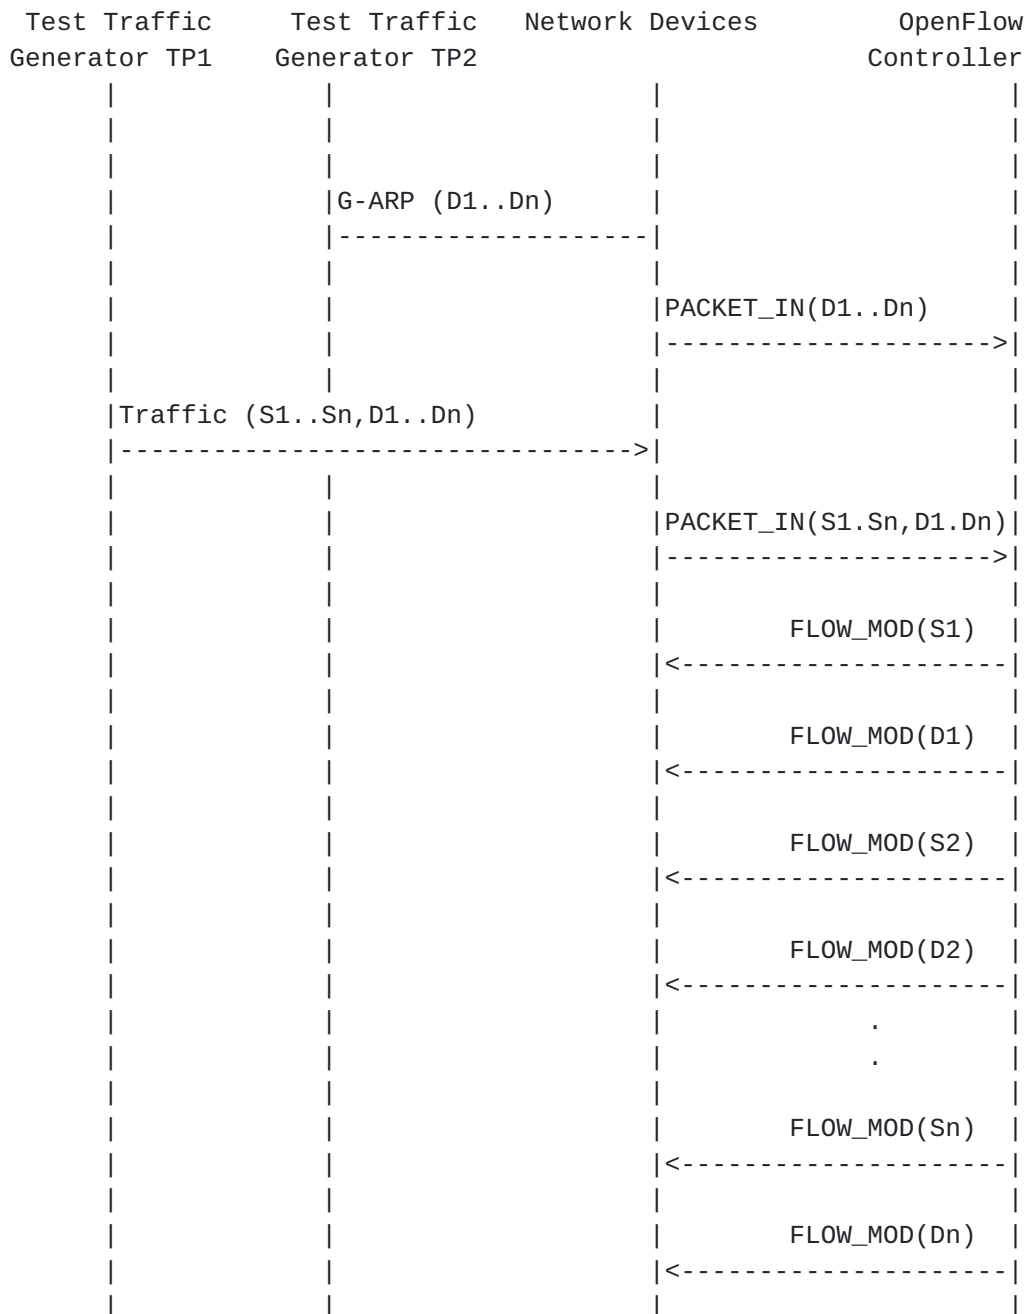 Test Traffic     Test Traffic   Network Devices         OpenFlow
Generator TP1    Generator TP2                         Controller
G-ARP (D1..Dn)
PACKET_IN(D1..Dn)
Traffic (S1..Sn,D1..Dn)
PACKET_IN(S1.Sn,D1.Dn)
FLOW_MOD(S1)
FLOW_MOD(D1)
FLOW_MOD(S2)
FLOW_MOD(D2)
.
.
FLOW_MOD(Sn)
FLOW_MOD(Dn)